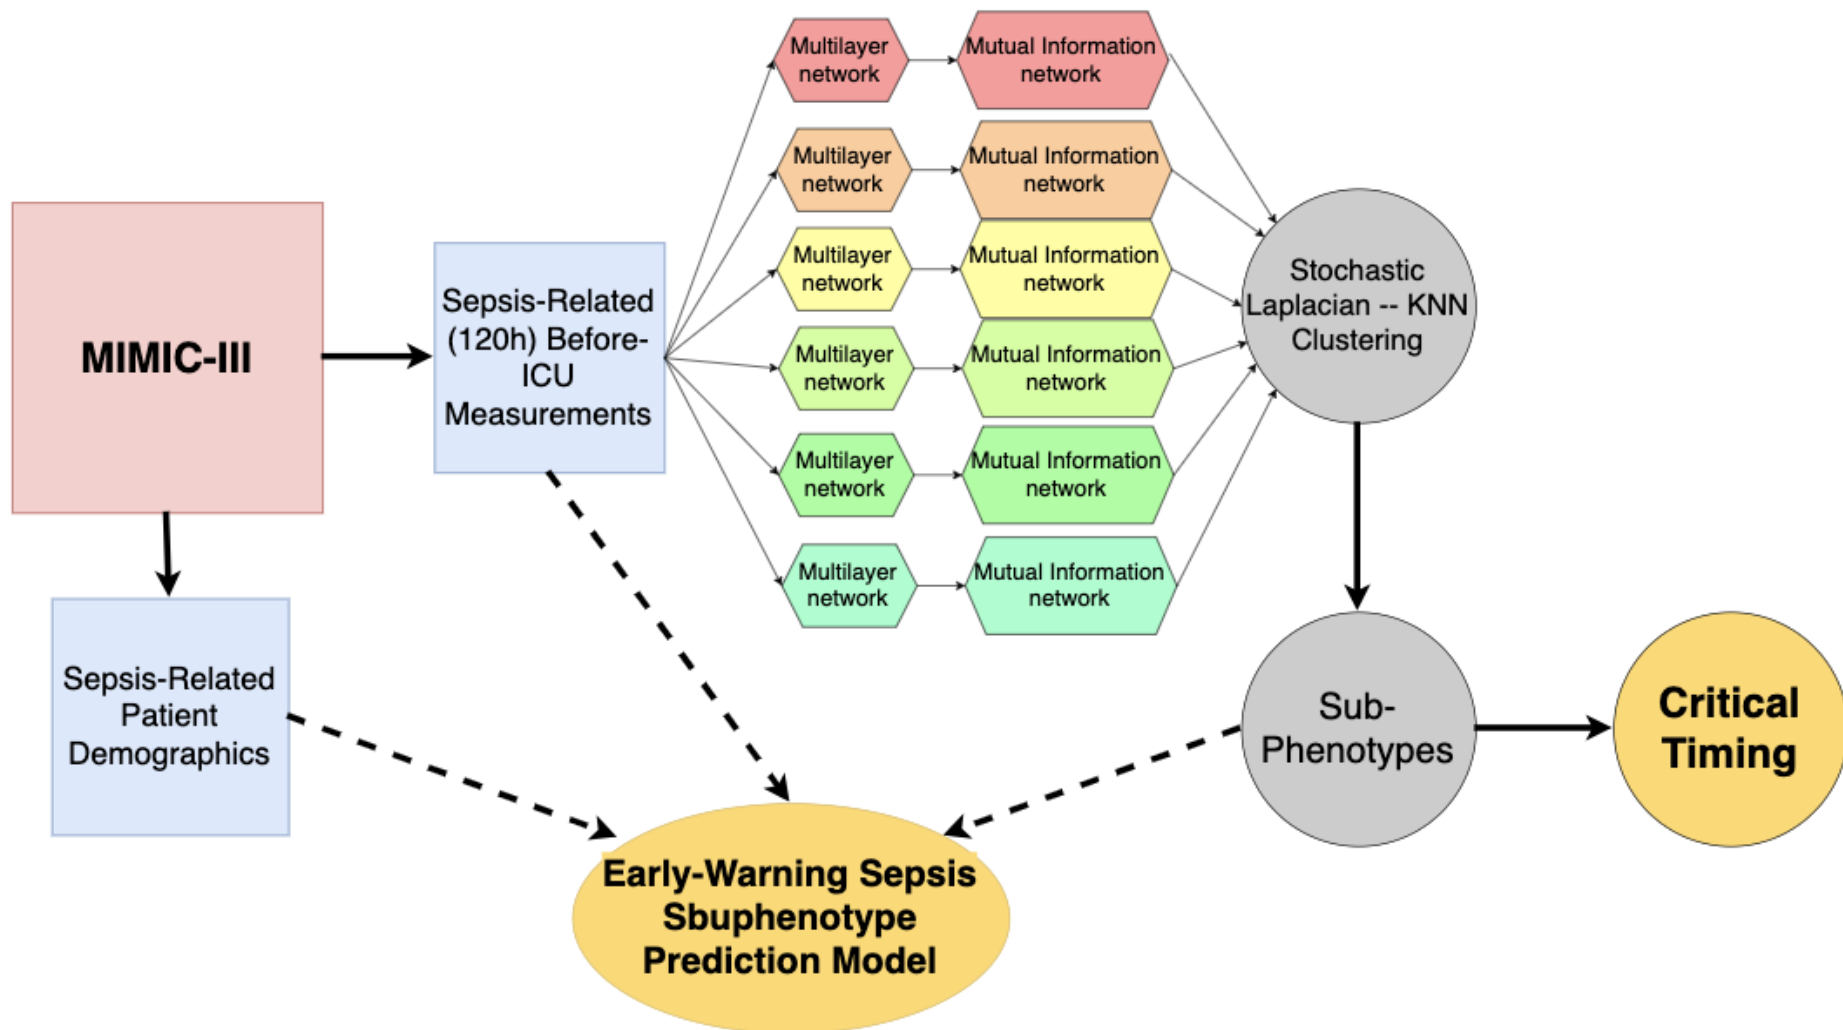 Multilayer
network
Mutual Information
network
Multilayer
network
Mutual Information
network
Multilayer
network
Mutual Information
network
Multilayer
network
Mutual Information
network
Multilayer
network
Mutual Information
network
Multilayer
network
Mutual Information
network
MIMIC-III
Sepsis-Related
(120h) Before-
ICU
Measurements
Stochastic
Laplacian -- KNN
Clustering
Sepsis-Related
Patient
Demographics
Sub-
Phenotypes
Critical
Timing
Early-Warning Sepsis
Sbuphenotype
Prediction Model